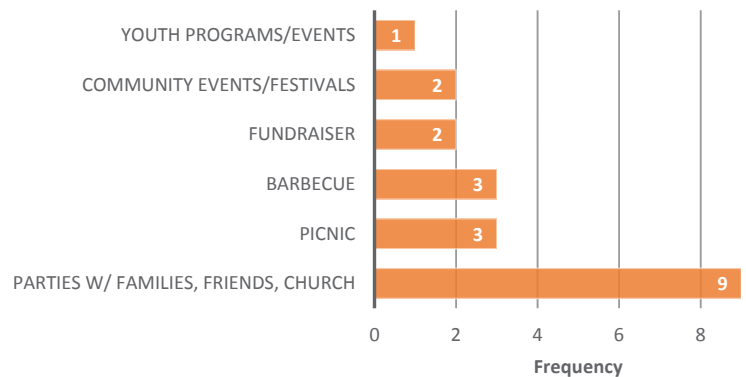 YOUTH PROGRAMS/EVENTS 1
COMMUNITY EVENTS/FESTIVALS 2
FUNDRAISER 2
BARBECUE 3
PICNIC 3
PARTIES W/ FAMILIES, FRIENDS, CHURCH 9
0 2 4 6 8
Frequency